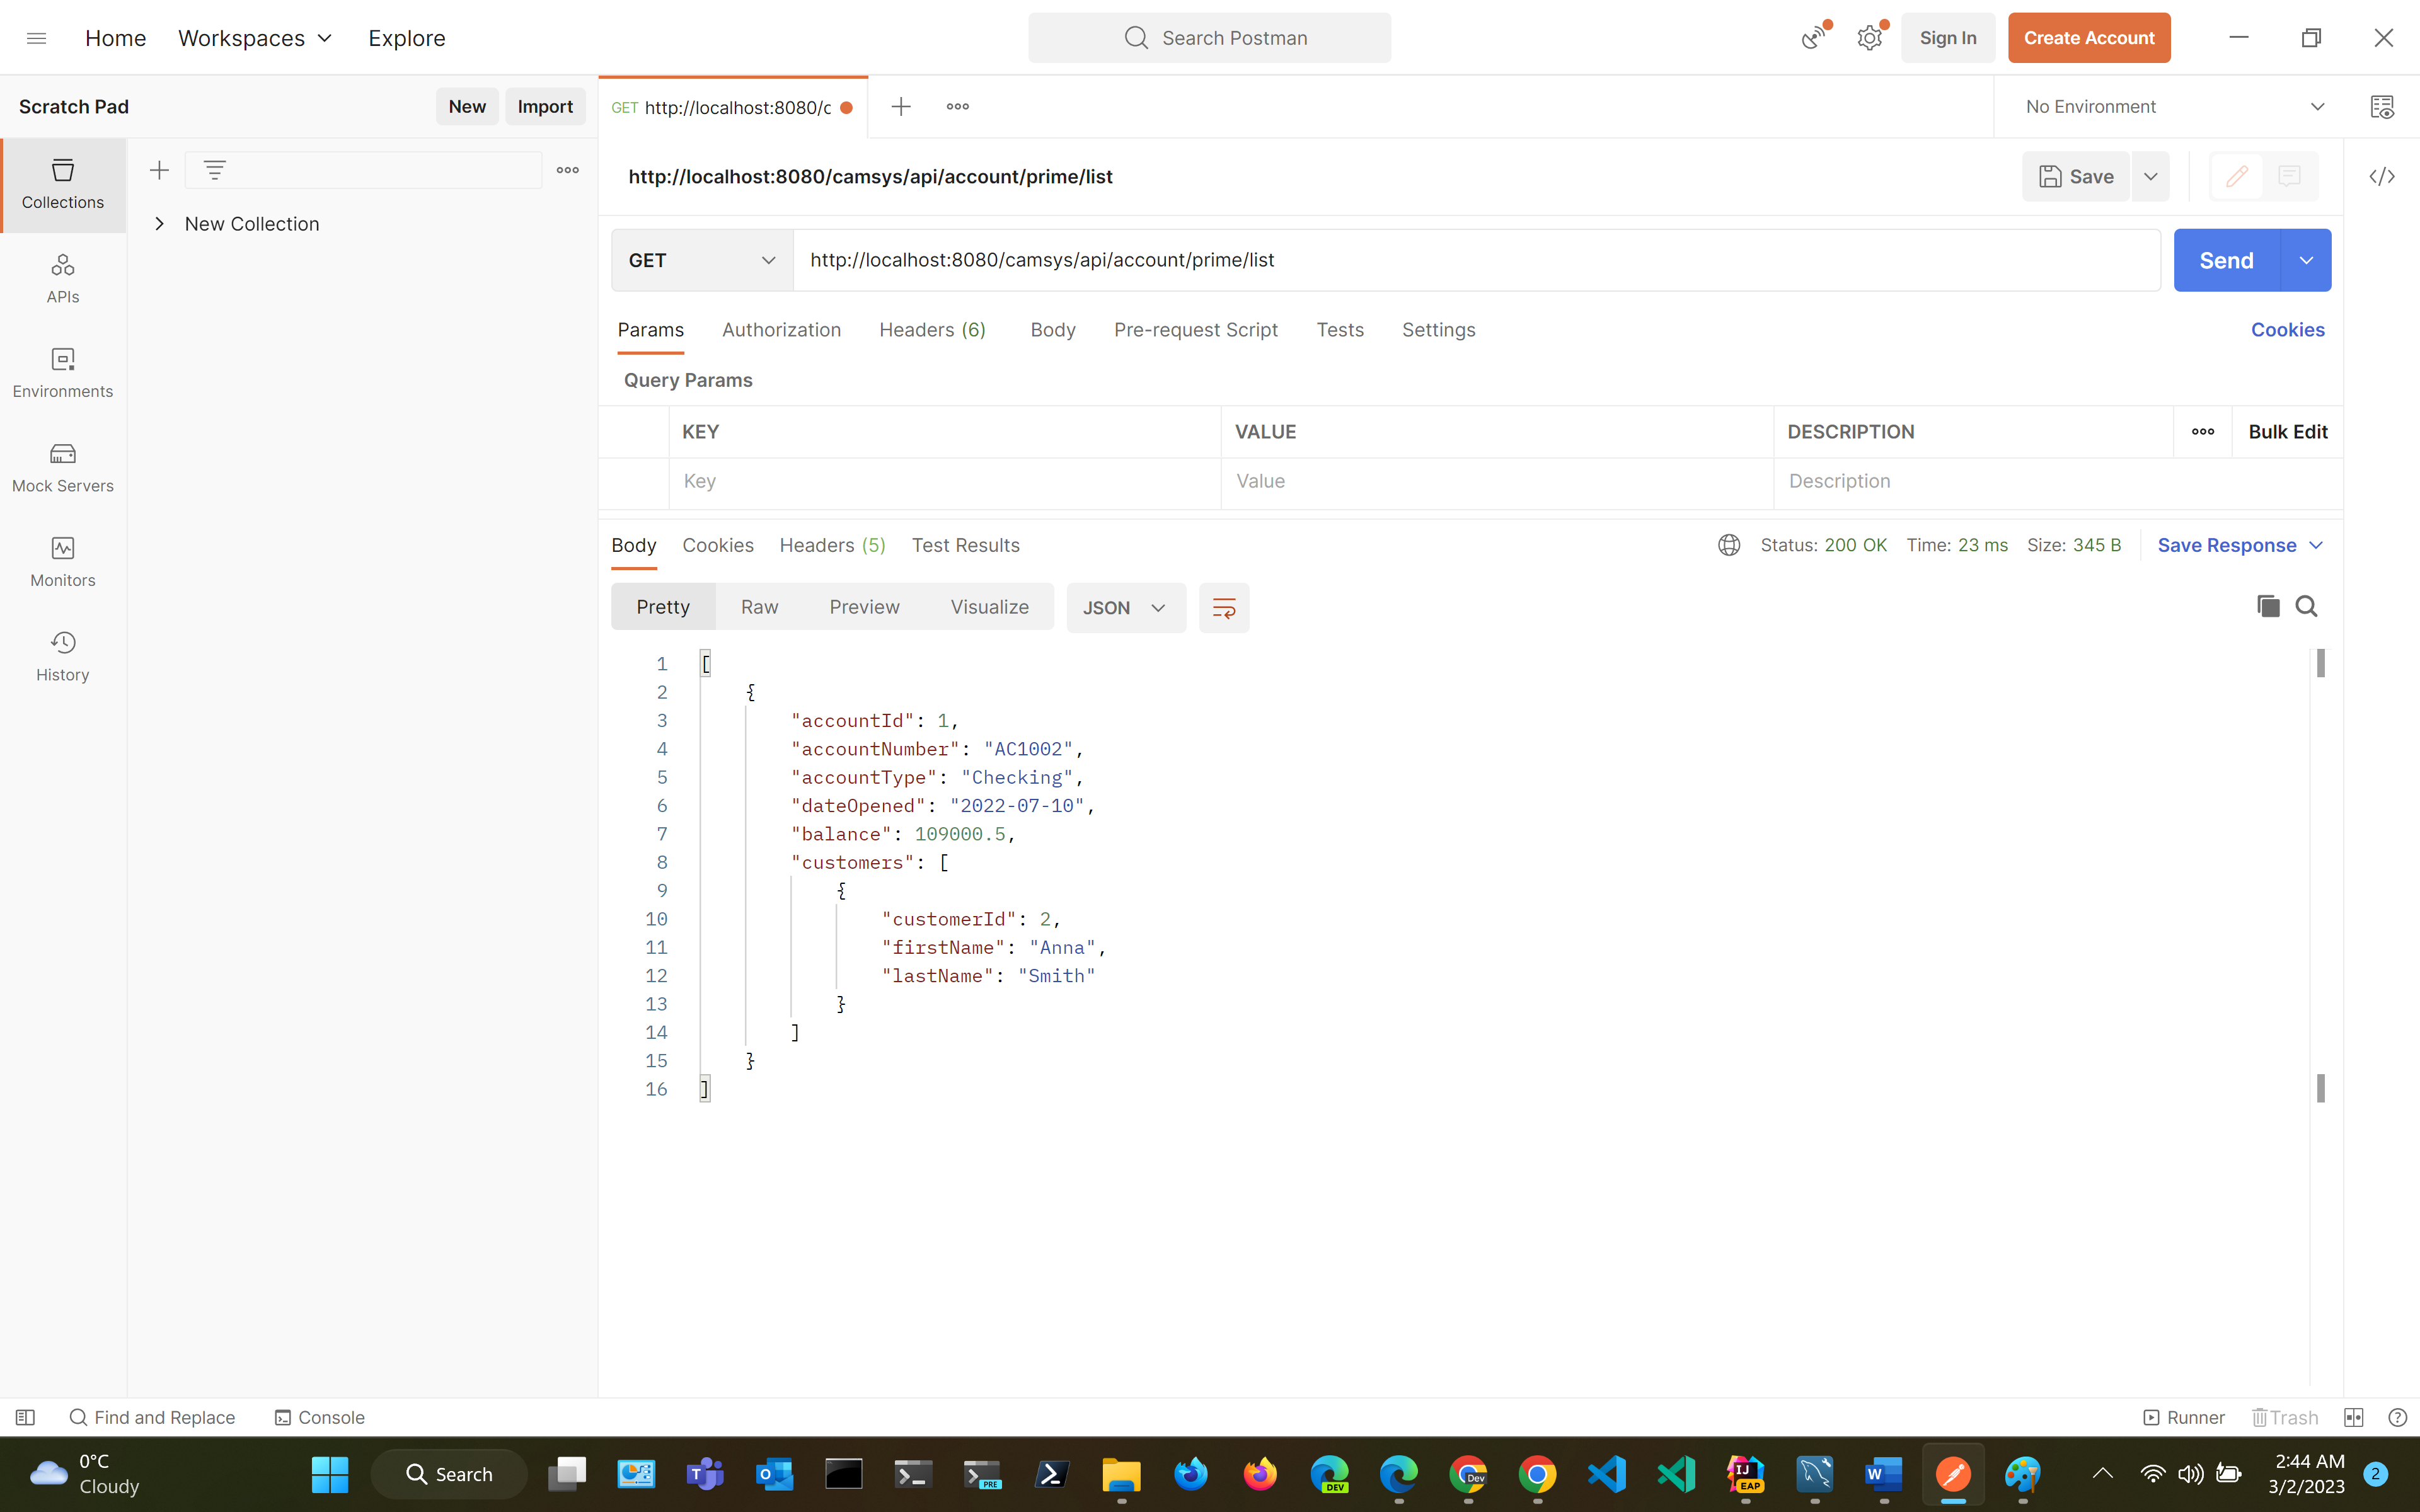 Home Workspaces Explore Search Postman Sign In Create Account
Scratch Pad New Import GET http://localhost:8080/c No Environment
Collections
APIs
Environments
Mock Servers
Monitors
History
New Collection
http://localhost:8080/camsys/api/account/prime/list Save
GET http://localhost:8080/camsys/api/account/prime/list Send
Params Authorization Headers (6) Body Pre-request Script Tests Settings Cookies
Query Params
KEY VALUE DESCRIPTION Bulk Edit
Key Value Description
Body Cookies Headers (5) Test Results Status: 200 OK Time: 23 ms Size: 345 B Save Response
Pretty Raw Preview Visualize JSON
1 [
2 {
3 "accountId": 1,
4 "accountNumber": "AC1002",
5 "accountType": "Checking",
6 "dateOpened": "2022-07-10",
7 "balance": 109000.5,
8 "customers": [
9 {
10 "customerId": 2,
11 "firstName": "Anna",
12 "lastName": "Smith"
13 }
14 ]
15 }
16 ]
Find and Replace Console Runner Trash
0°C
Cloudy
Search
PRE
DEV
Dev
EAP
2:44 AM
3/2/2023
2